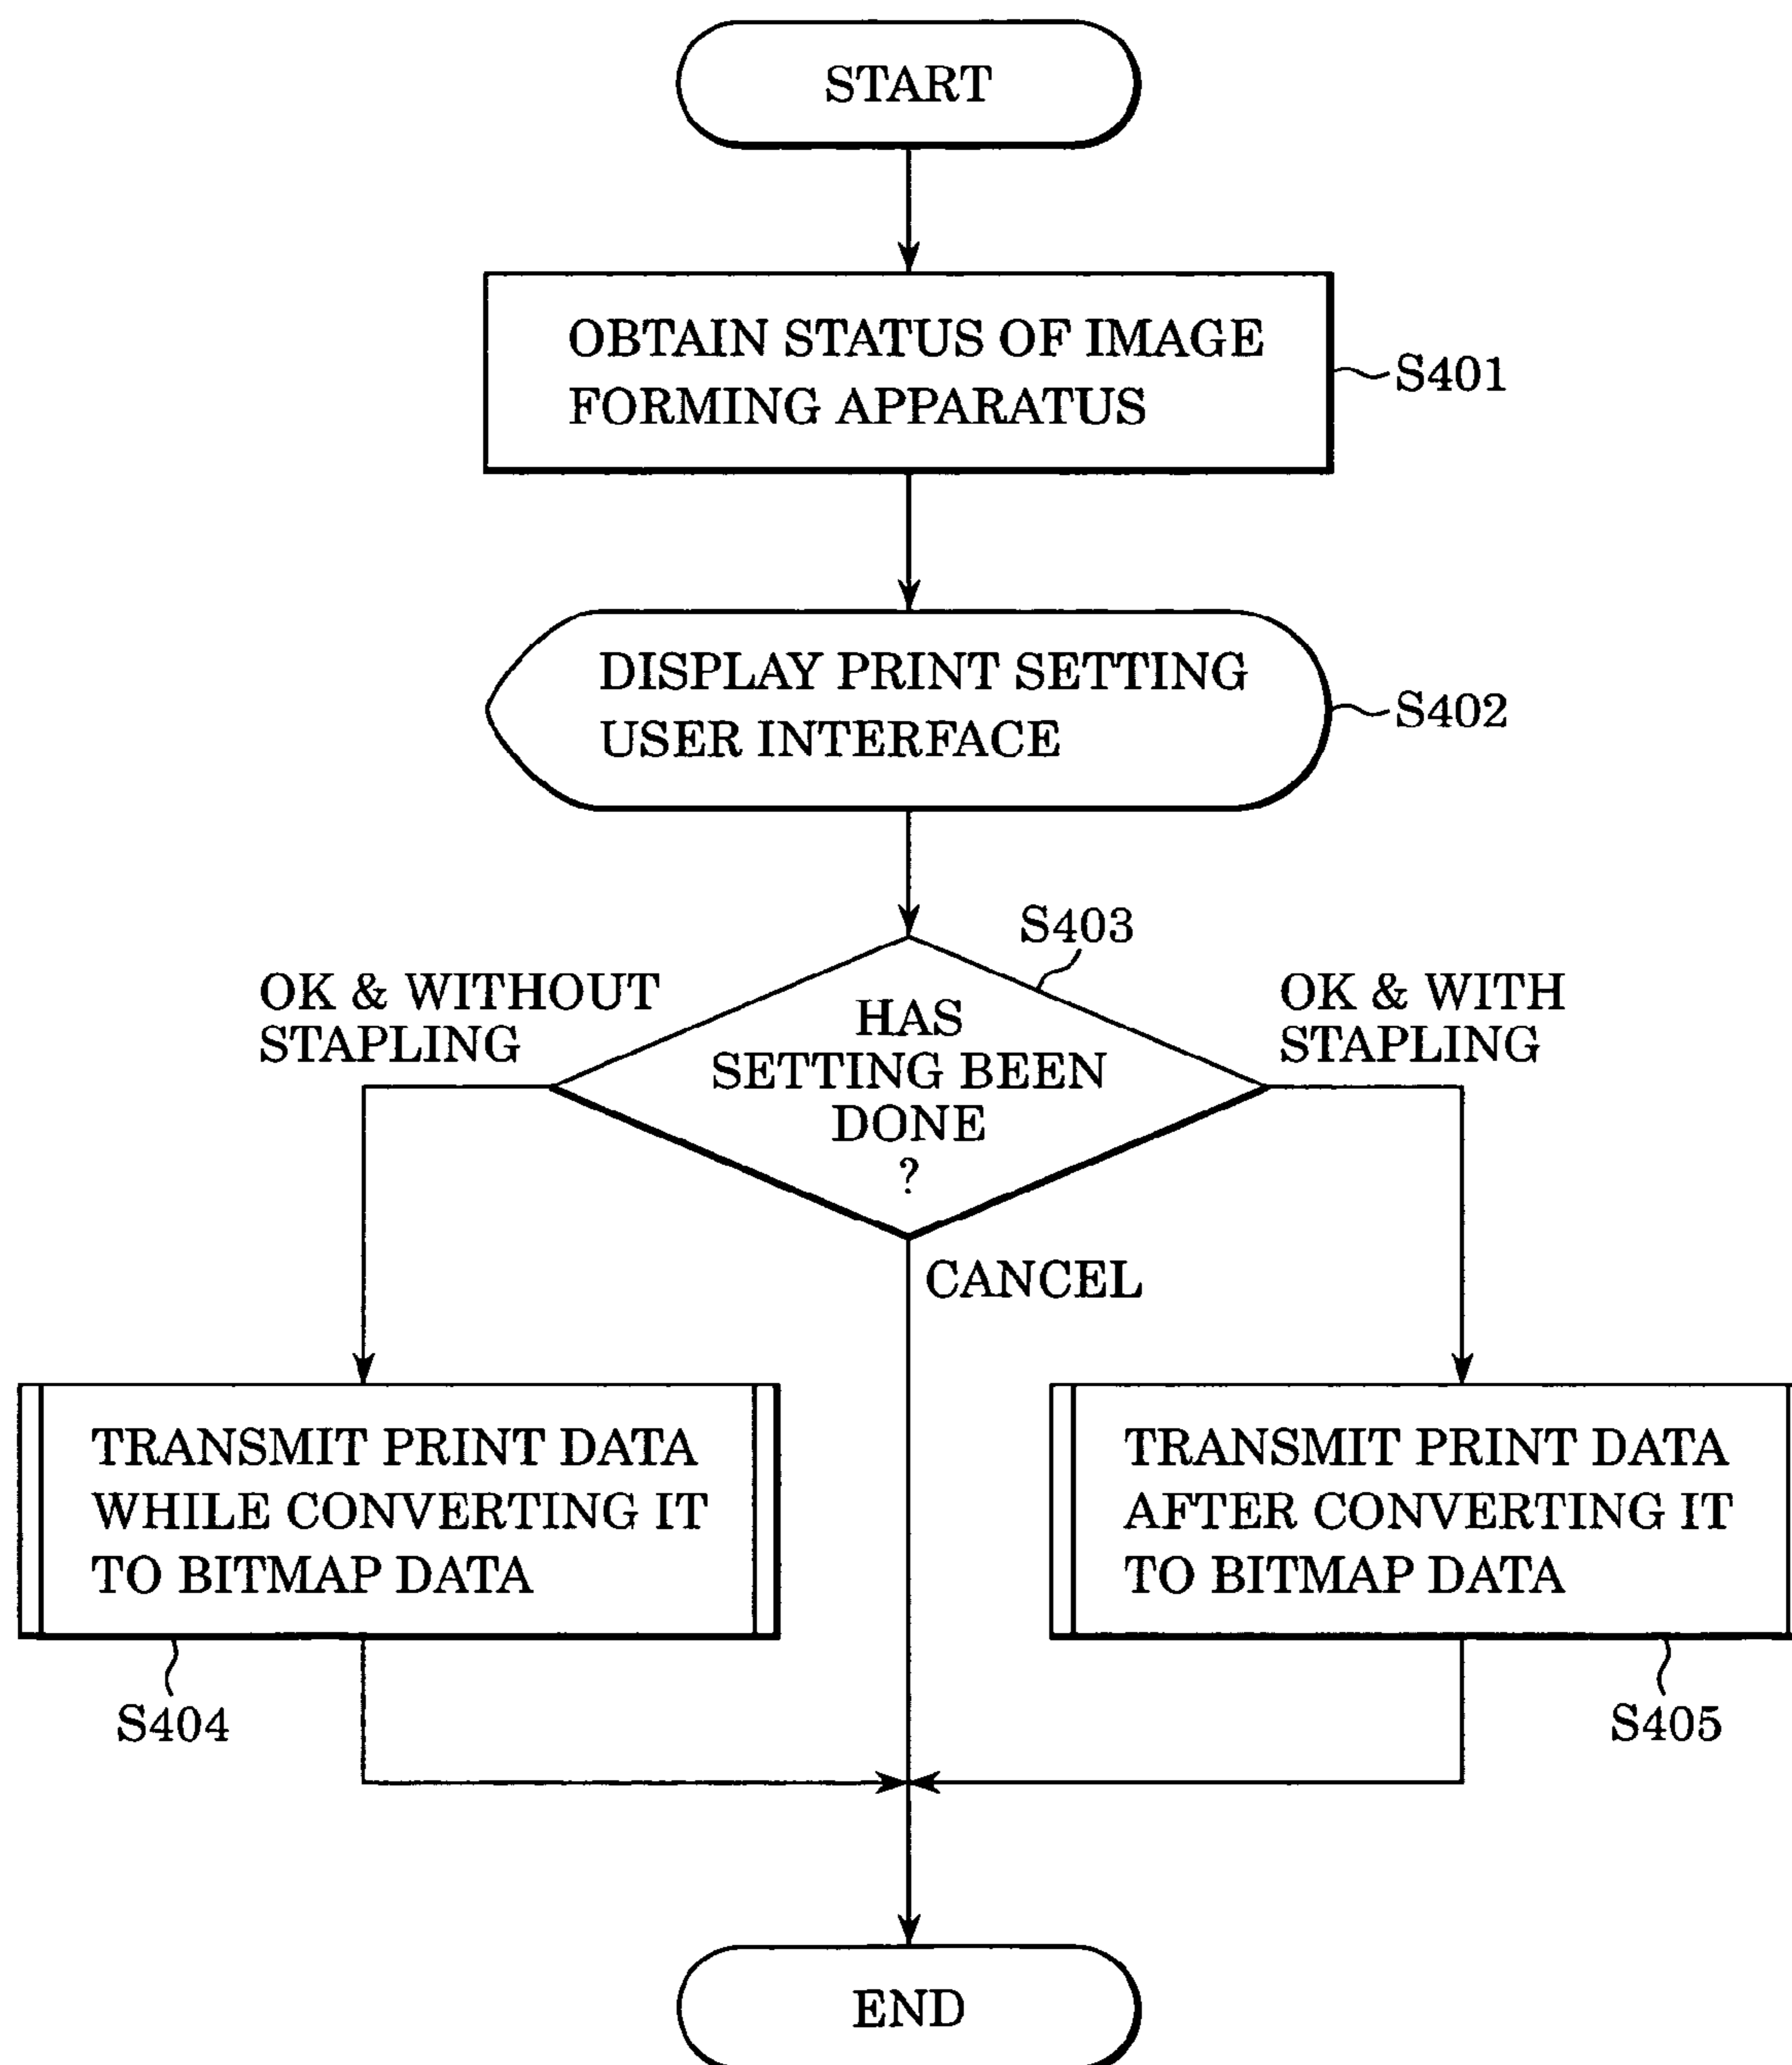 START
OBTAIN STATUS OF IMAGE
FORMING APPARATUS
S401
DISPLAY PRINT SETTING
USER INTERFACE
S402
S403
OK & WITHOUT
STAPLING
HAS
SETTING BEEN
DONE
?
OK & WITH
STAPLING
CANCEL
TRANSMIT PRINT DATA
WHILE CONVERTING IT
TO BITMAP DATA
S404
TRANSMIT PRINT DATA
AFTER CONVERTING IT
TO BITMAP DATA
S405
END